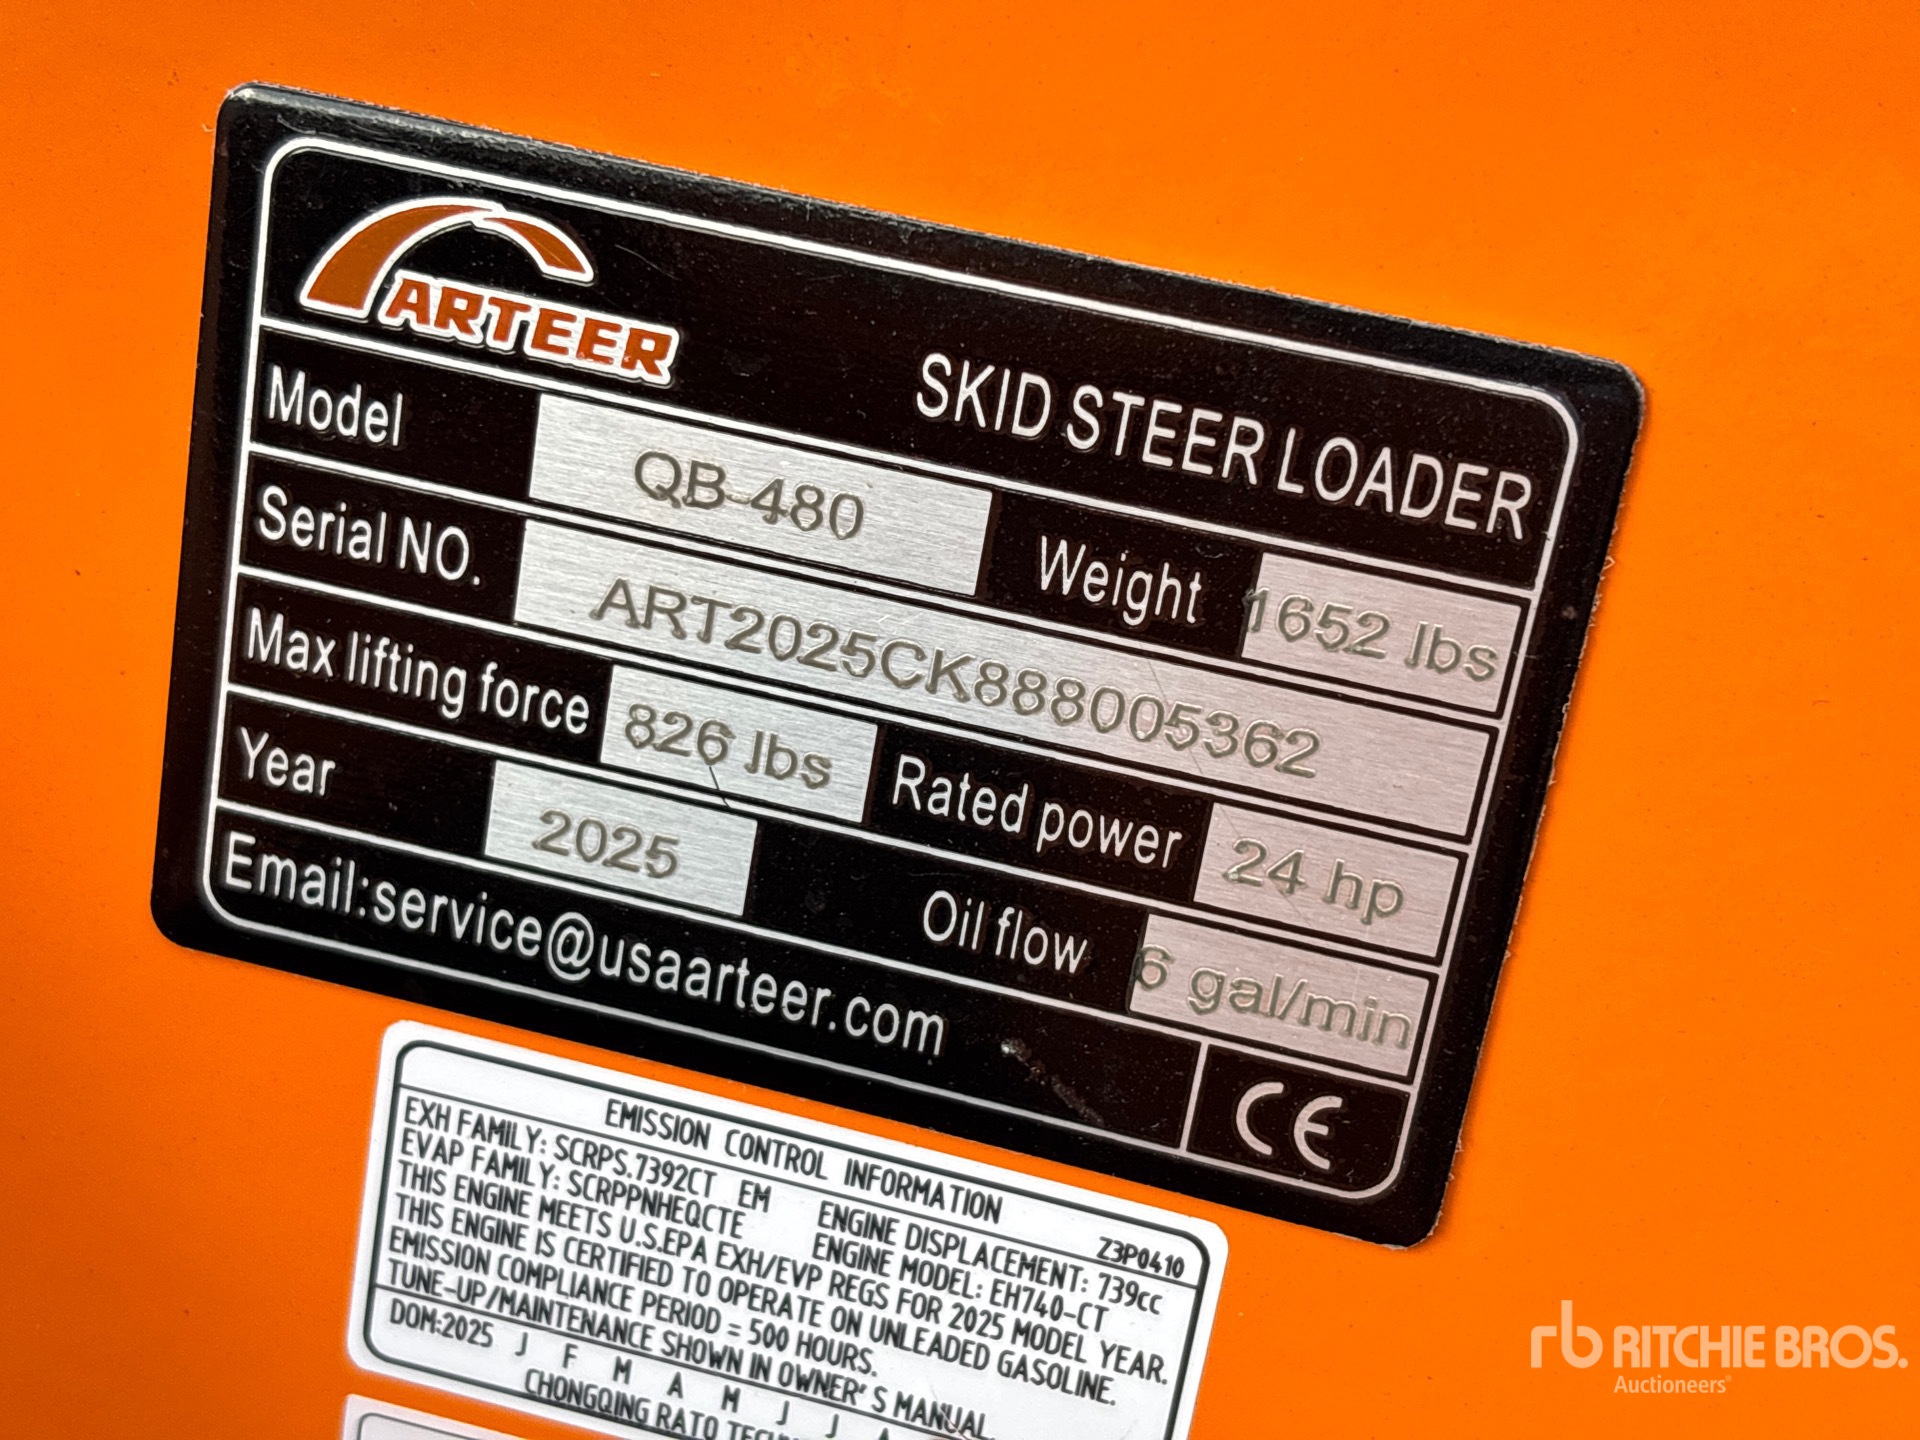 ARTEER
SKID STEER LOADER
Model QB-480 Weight 1652 lbs
Serial NO. ART2025CK888005362
Max lifting force 826 lbs Rated power 24 hp
Year 2025 Oil flow 6 gal/min
Email:service@usaarteer.com CE
EMISSION CONTROL INFORMATION Z3P0410
EXH FAMILY: SCRPS.7392CT EM ENGINE DISPLACEMENT: 739cc
EVAP FAMILY: SCRPPNHEQCTE ENGINE MODEL: EH740-CT
THIS ENGINE MEETS U.S.EPA EXH/EVP REGS FOR 2025 MODEL YEAR.
THIS ENGINE IS CERTIFIED TO OPERATE ON UNLEADED GASOLINE.
EMISSION COMPLIANCE PERIOD = 500 HOURS.
TUNE-UP/MAINTENANCE SHOWN IN OWNER'S MANUAL.
DOM:2025 J F M A M J J A
CHONGQING RATO
rb RITCHIE BROS.
Auctioneers